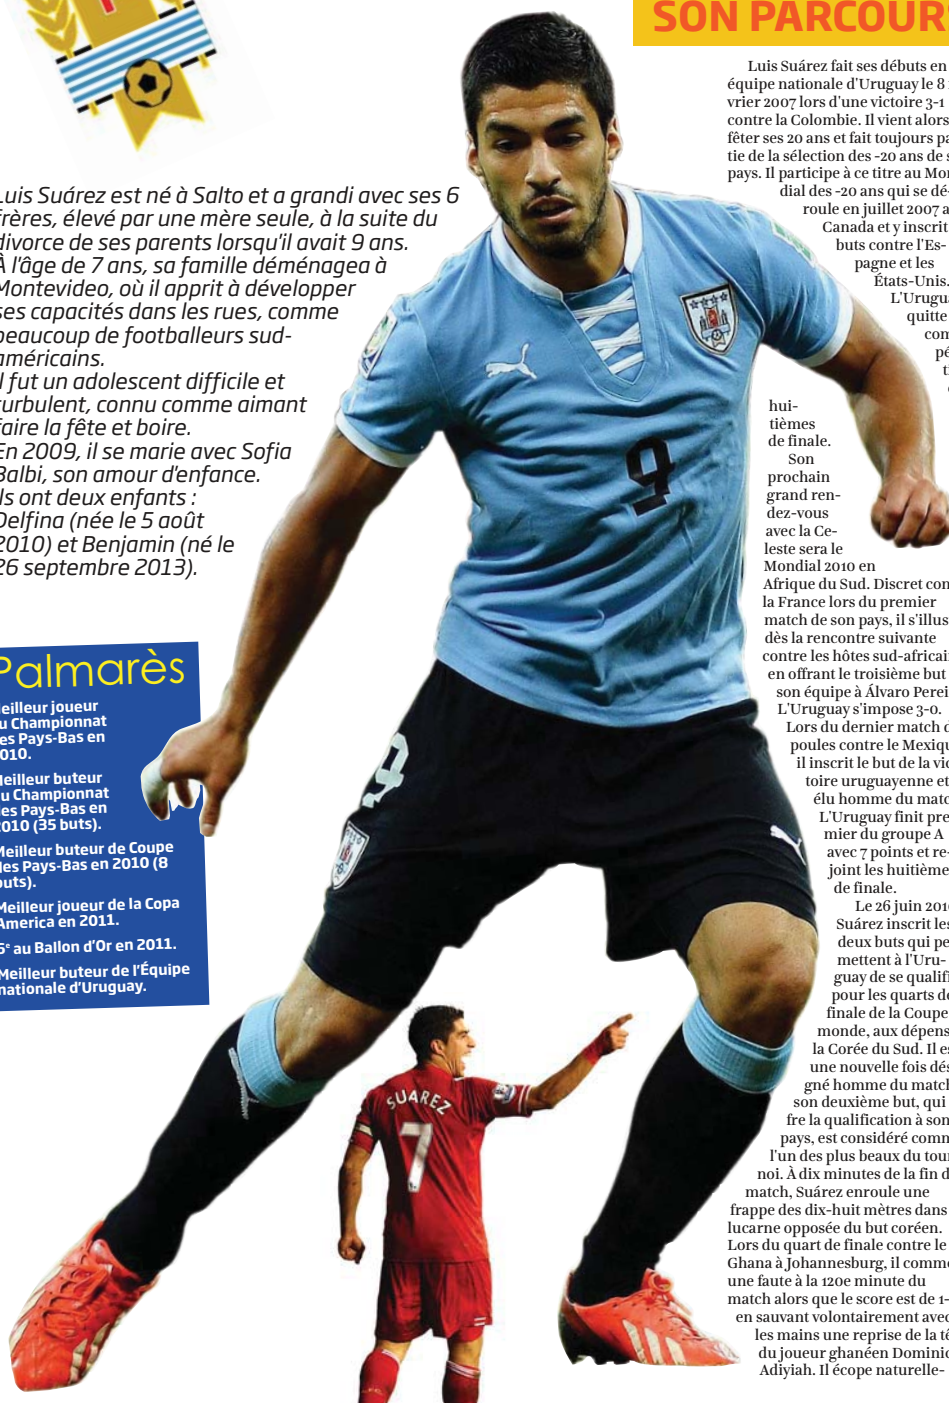 SON PARCOURS
Luis Suárez est né à Salto et a grandi avec ses 6
frères, élevé par une mère seule, à la suite du
divorce de ses parents lorsqu'il avait 9 ans.
À l'âge de 7 ans, sa famille déménagea à
Montevideo, où il apprit à développer
ses capacités dans les rues, comme
beaucoup de footballeurs sud-
américains.
Il fut un adolescent difficile et
turbulent, connu comme aimant
faire la fête et boire.
En 2009, il se marie avec Sofia
Balbi, son amour d'enfance.
Ils ont deux enfants :
Delfina (née le 5 août
2010) et Benjamin (né le
26 septembre 2013).
Palmarès
Meilleur joueur
du Championnat
des Pays-Bas en
2010.
Meilleur buteur
du Championnat
des Pays-Bas en
2010 (35 buts).
Meilleur buteur de Coupe
des Pays-Bas en 2010 (8
buts).
Meilleur joueur de la Copa
America en 2011.
au Ballon d'Or en 2011.
Meilleur buteur de l'Équipe
nationale d'Uruguay.
9
9
SUAREZ
7
Luis Suárez fait ses débuts en
équipe nationale d'Uruguay le 8
vrier 2007 lors d'une victoire 3-1
contre la Colombie. Il vient alors
fêter ses 20 ans et fait toujours pa
tie de la sélection des -20 ans de
pays. Il participe à ce titre au Mon
dial des -20 ans qui se dé-
roule en juillet 2007 a
Canada et y inscrit
buts contre l'Es-
pagne et les
États-Unis.
L'Urugu
quitte
com
pé
t
hui-
tièmes
de finale.
Son
prochain
grand ren-
dez-vous
avec la Ce-
leste sera le
Mondial 2010 en
Afrique du Sud. Discret con
la France lors du premier
match de son pays, il s'illus
dès la rencontre suivante
contre les hôtes sud-africai
en offrant le troisième but
son équipe à Álvaro Perei
L'Uruguay s'impose 3-0.
Lors du dernier match d
poules contre le Mexiqu
il inscrit le but de la vic
toire uruguayenne et
élu homme du matc
L'Uruguay finit pre
mier du groupe A
avec 7 points et re-
joint les huitième
de finale.
Le 26 juin 201
Suárez inscrit les
deux buts qui pe
mettent à l'Uru-
guay de se qualifi
pour les quarts de
finale de la Coupe
monde, aux dépens
la Corée du Sud. Il es
une nouvelle fois dés
gné homme du match
son deuxième but, qui
fre la qualification à son
pays, est considéré comm
l'un des plus beaux du tour
noi. À dix minutes de la fin d
match, Suárez enroule une
frappe des dix-huit mètres dans
lucarne opposée du but coréen.
Lors du quart de finale contre le
Ghana à Johannesburg, il comme
une faute à la 120e minute du
match alors que le score est de 1-
en sauvant volontairement avec
les mains une reprise de la tê
du joueur ghanéen Dominic
Adiyiah. Il écope naturelle-